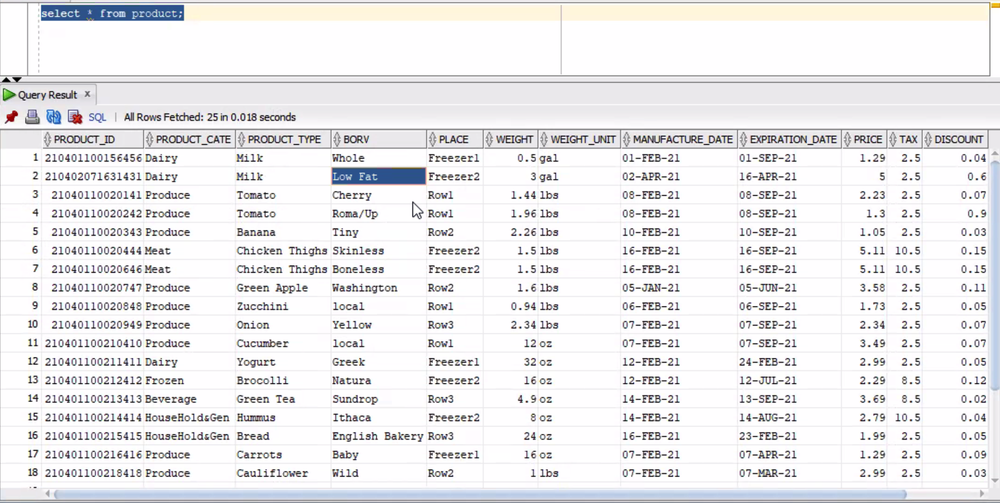 select * from product;
Query Result x
SQL | All Rows Fetched: 25 in 0.018 seconds
PRODUCT_ID PRODUCT_CATE PRODUCT_TYPE BORV PLACE WEIGHT WEIGHT_UNIT MANUFACTURE_DATE EXPIRATION_DATE PRICE TAX DISCOUNT
1 210401100156456 Dairy Milk Whole Freezer1 0.5 gal 01-FEB-21 01-SEP-21 1.29 2.5 0.04
2 210402071631431 Dairy Milk Low Fat Freezer2 3 gal 02-APR-21 16-APR-21 5 2.5 0.6
3 21040110020141 Produce Tomato Cherry Row1 1.44 lbs 08-FEB-21 08-SEP-21 2.23 2.5 0.07
4 21040110020242 Produce Tomato Roma/Up Row1 1.96 lbs 08-FEB-21 08-SEP-21 1.3 2.5 0.9
5 21040110020343 Produce Banana Tiny Row2 2.26 lbs 10-FEB-21 10-SEP-21 1.05 2.5 0.03
6 21040110020444 Meat Chicken Thighs Skinless Freezer2 1.5 lbs 16-FEB-21 16-SEP-21 5.11 10.5 0.15
7 21040110020646 Meat Chicken Thighs Boneless Freezer2 1.5 lbs 16-FEB-21 16-SEP-21 5.11 10.5 0.15
8 21040110020747 Produce Green Apple Washington Row2 1.6 lbs 05-JAN-21 05-JUN-21 3.58 2.5 0.11
9 21040110020848 Produce Zucchini local Row1 0.94 lbs 06-FEB-21 06-SEP-21 1.73 2.5 0.05
10 21040110020949 Produce Onion Yellow Row3 2.34 lbs 07-FEB-21 07-SEP-21 2.34 2.5 0.07
11 210401100210410 Produce Cucumber local Row1 12 oz 07-FEB-21 07-SEP-21 3.49 2.5 0.07
12 210401100211411 Dairy Yogurt Greek Freezer1 32 oz 12-FEB-21 24-FEB-21 2.99 2.5 0.05
13 210401100212412 Frozen Brocolli Natura Freezer2 16 oz 12-FEB-21 12-JUL-21 2.29 8.5 0.12
14 210401100213413 Beverage Green Tea Sundrop Row3 4.9 oz 14-FEB-21 13-SEP-21 3.69 8.5 0.02
15 210401100214414 HouseHold&Gen Hummus Ithaca Freezer2 8 oz 14-FEB-21 14-AUG-21 2.79 10.5 0.04
16 210401100215415 HouseHold&Gen Bread English Bakery Row3 24 oz 16-FEB-21 23-FEB-21 1.99 2.5 0.05
17 210401100216416 Produce Carrots Baby Freezer1 16 oz 07-FEB-21 07-APR-21 1.29 2.5 0.09
18 210401100218418 Produce Cauliflower Wild Row2 1 lbs 07-FEB-21 07-MAR-21 2.99 2.5 0.03